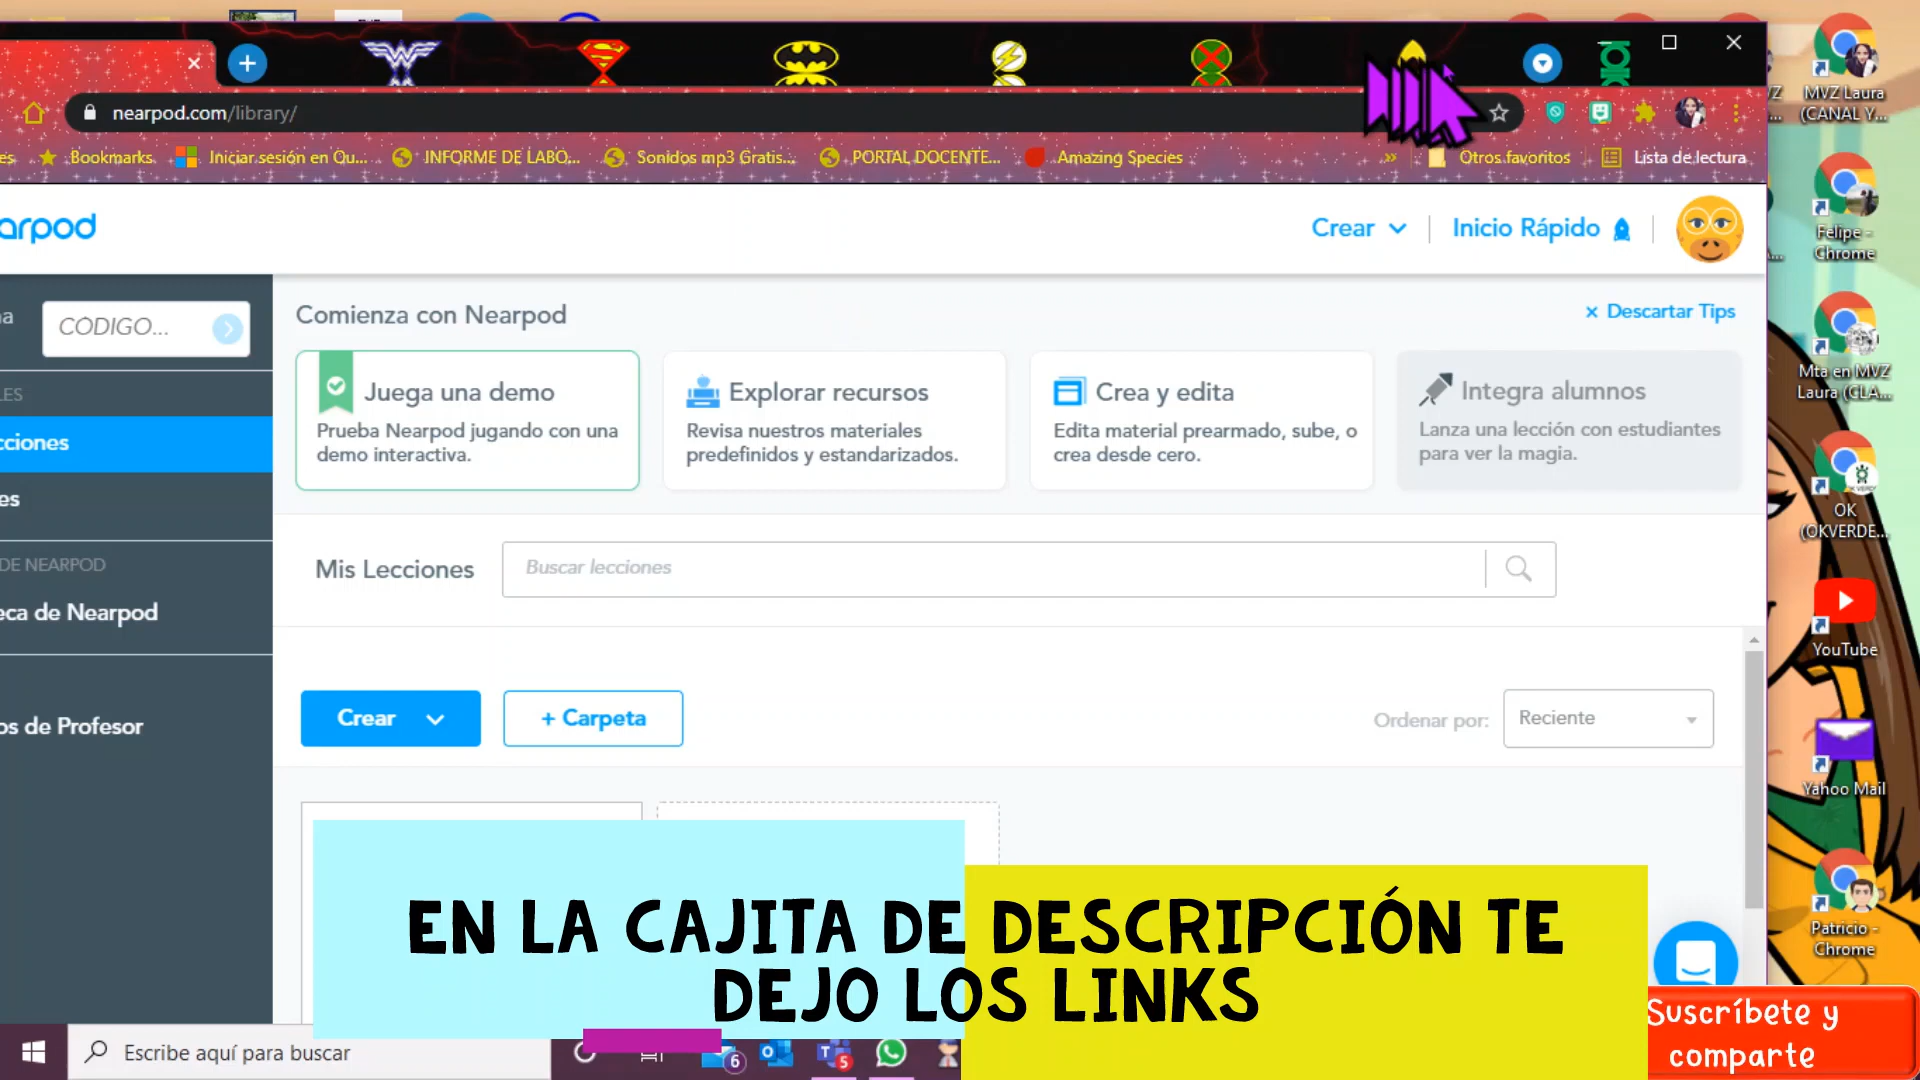 nearpod.com/library/
es
Bookmarks
Iniciar sesión en Qu...
INFORME DE LABO...
Sonidos mp3 Gratis...
PORTAL DOCENTE...
Amazing Species
»
Otros favoritos
Lista de lectura
arpod
Crear
Inicio Rápido
a
CÓDIGO...
Comienza con Nearpod
× Descartar Tips
Juega una demo
Prueba Nearpod jugando con una
demo interactiva.
Explorar recursos
Revisa nuestros materiales
predefinidos y estandarizados.
Crea y edita
Edita material prearmado, sube, o
crea desde cero.
Integra alumnos
Lanza una lección con estudiantes
para ver la magia.
LES
cciones
es
DE NEARPOD
eca de Nearpod
os de Profesor
Mis Lecciones
Buscar lecciones
Crear
+ Carpeta
Ordenar por:
Reciente
EN LA CAJITA DE DESCRIPCIÓN TE
DEJO LOS LINKS
Suscríbete y
comparte
Escribe aquí para buscar
6
5
MVZ Laura
(CANAL Y...
Felipe -
Chrome
Mta en MVZ
Laura (CLA...
OK
(OKVERDE...
YouTube
Yahoo Mail
Patricio -
Chrome